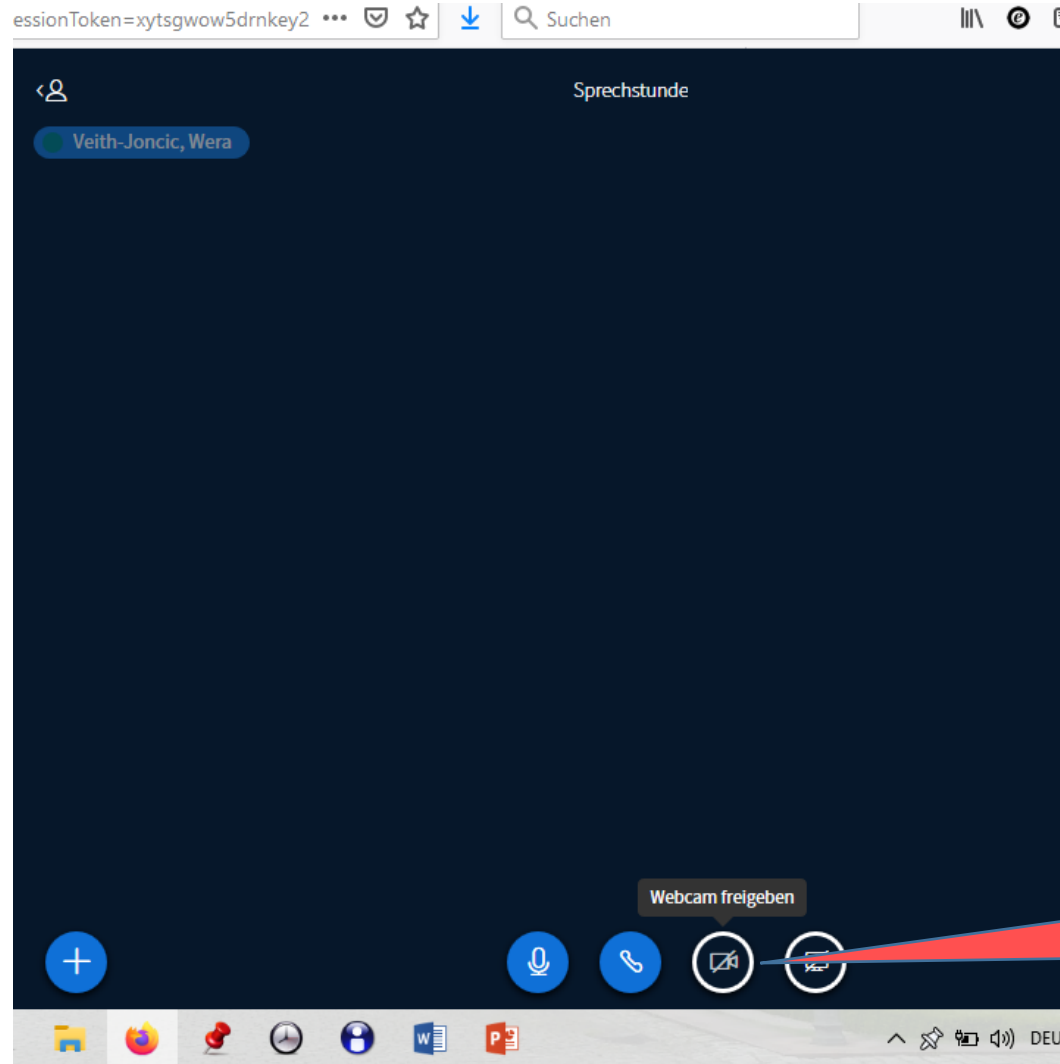 essionToken=xytsgwow5drnkey2 ••• Suchen
Sprechstunde
Veith-Joncic, Wera
Webcam freigeben
DEU